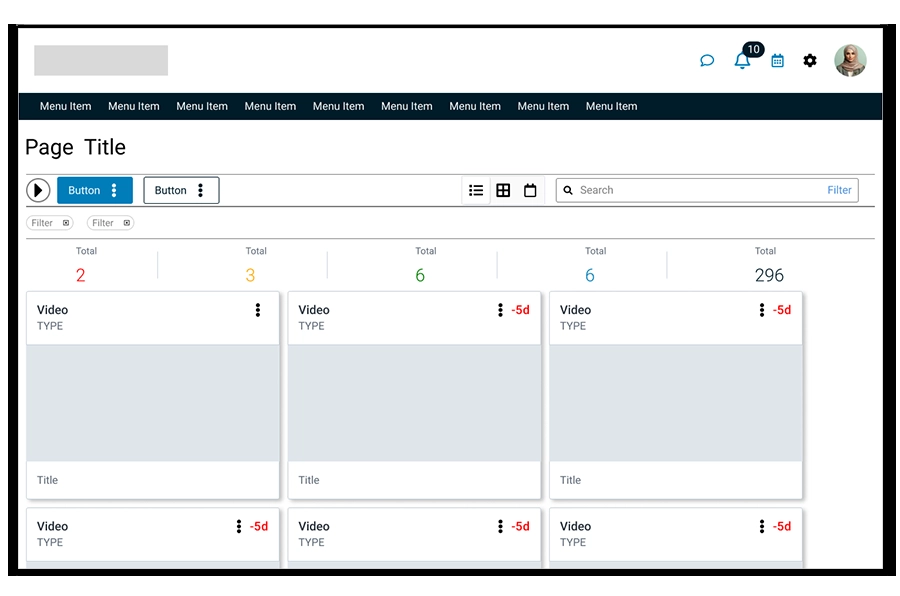 10
Menu Item Menu Item Menu Item Menu Item Menu Item Menu Item Menu Item Menu Item Menu Item
Page Title
Button Button Search Filter
Filter Filter
Total Total Total Total Total
2 3 6 6 296
Video Video -5d Video -5d
TYPE TYPE TYPE
Title Title Title
Video -5d Video -5d Video -5d
TYPE TYPE TYPE